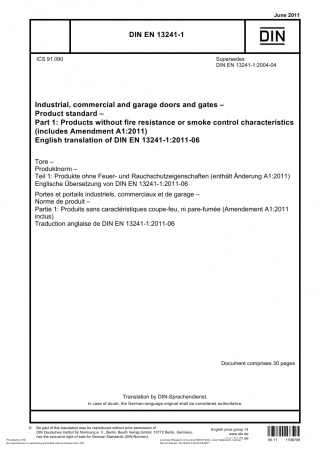 June 2011
DIN EN 13241-1
DIN
ICS 91.090
Supersedes
DIN EN 13241-1:2004-04
Industrial, commercial and garage doors and gates –
Product standard –
Part 1: Products without fire resistance or smoke control characteristics
(includes Amendment A1:2011)
English translation of DIN EN 13241-1:2011-06
Tore –
Produktnorm –
Teil 1: Produkte ohne Feuer- und Rauchschutzeigenschaften (enthält Änderung A1:2011)
Englische Übersetzung von DIN EN 13241-1:2011-06
Portes et portails industriels, commerciaux et de garage –
Norme de produit –
Partie 1: Produits sans caractéristiques coupe-feu, ni pare-fumée (Amendement A1:2011
inclus)
Traduction anglaise de DIN EN 13241-1:2011-06
Document comprises 30 pages
Translation by DIN-Sprachendienst.
In case of doubt, the German-language original shall be considered authoritative.
© No part of this translation may be reproduced without prior permission of
DIN Deutsches Institut für Normung e. V., Berlin. Beuth Verlag GmbH, 10772 Berlin, Germany,
has the exclusive right of sale for German Standards (DIN-Normen).
English price group 14
www.din.de